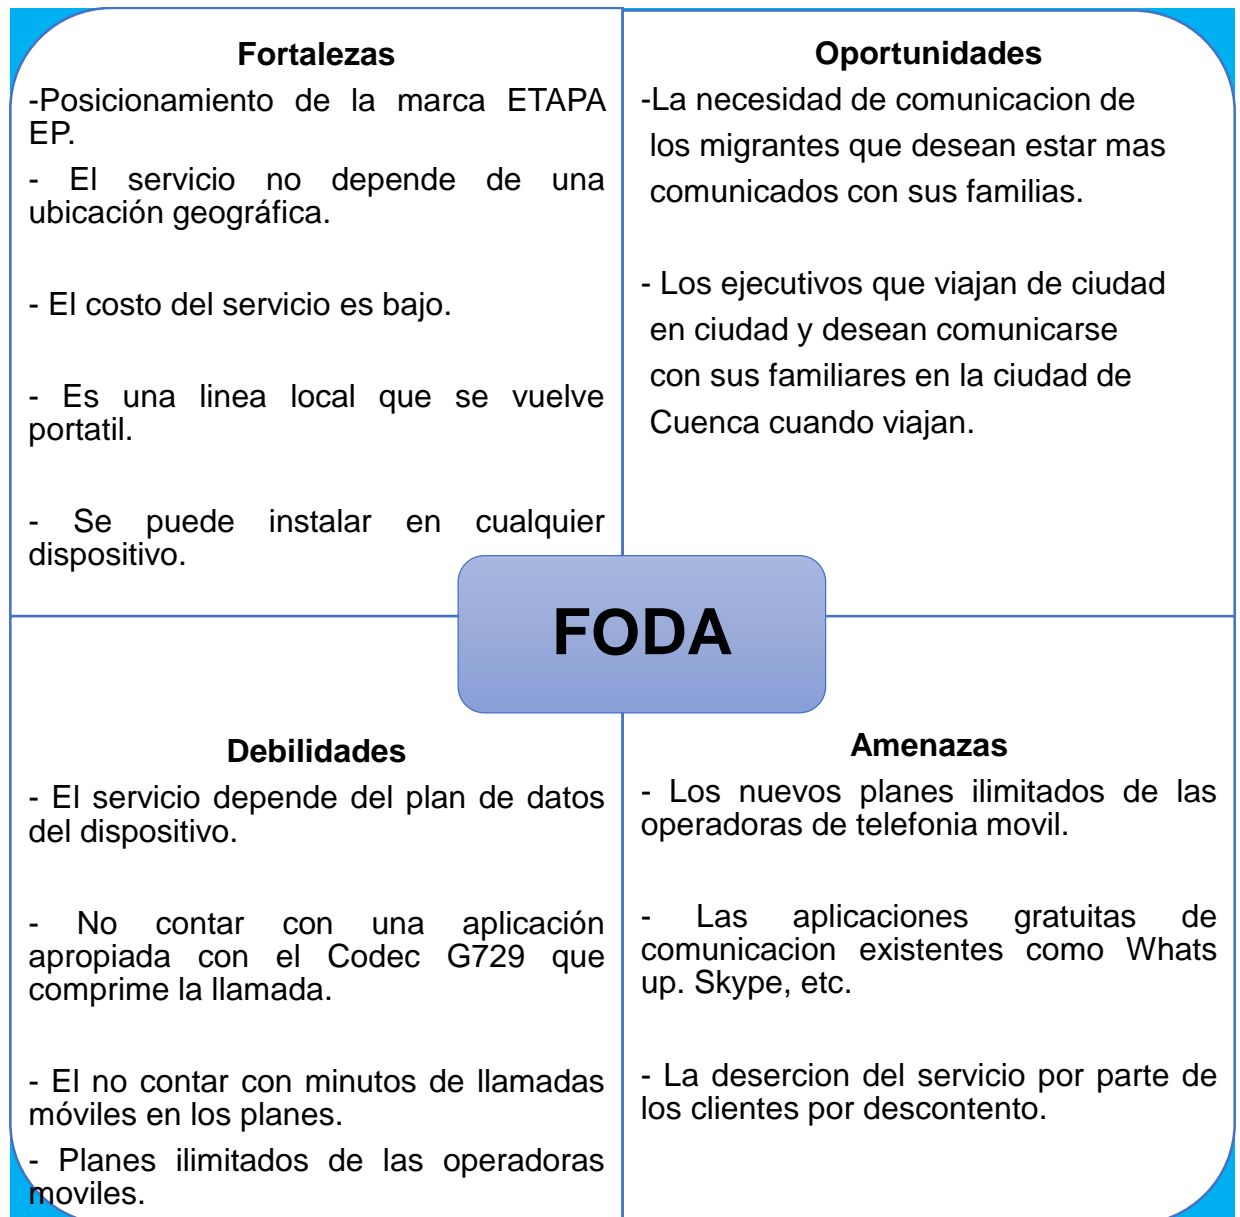 Fortalezas
-Posicionamiento de la marca ETAPA
EP.
- El servicio no depende de una
ubicación geográfica.
- El costo del servicio es bajo.
- Es una linea local que se vuelve
portatil.
- Se puede instalar en cualquier
dispositivo.
Oportunidades
-La necesidad de comunicacion de
los migrantes que desean estar mas
comunicados con sus familias.
- Los ejecutivos que viajan de ciudad
en ciudad y desean comunicarse
con sus familiares en la ciudad de
Cuenca cuando viajan.
FODA
Debilidades
- El servicio depende del plan de datos
del dispositivo.
- No contar con una aplicación
apropiada con el Codec G729 que
comprime la llamada.
- El no contar con minutos de llamadas
móviles en los planes.
- Planes ilimitados de las operadoras
moviles.
Amenazas
- Los nuevos planes ilimitados de las
operadoras de telefonia movil.
- Las aplicaciones gratuitas de
comunicacion existentes como Whats
up. Skype, etc.
- La desercion del servicio por parte de
los clientes por descontento.